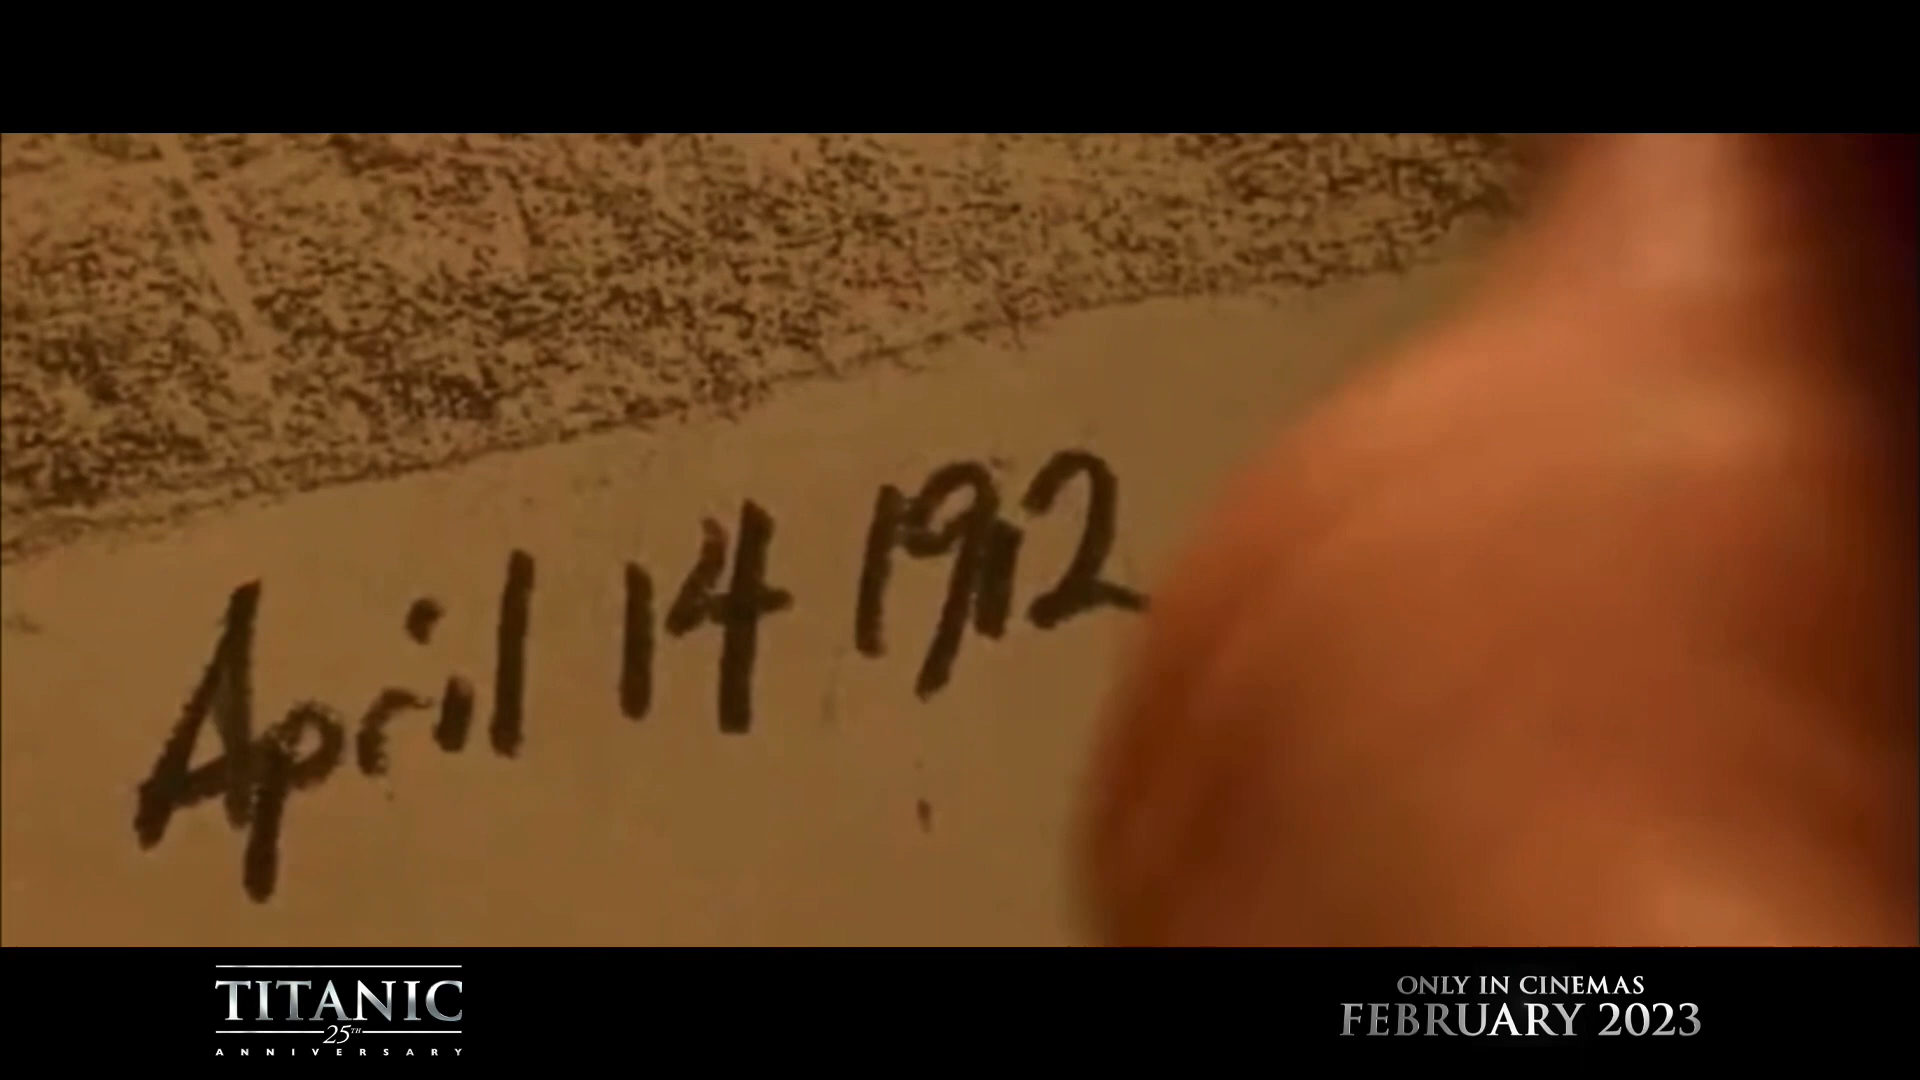 April 14 1912
TITANIC
25TH
ANNIVERSARY
ONLY IN CINEMAS
FEBRUARY 2023